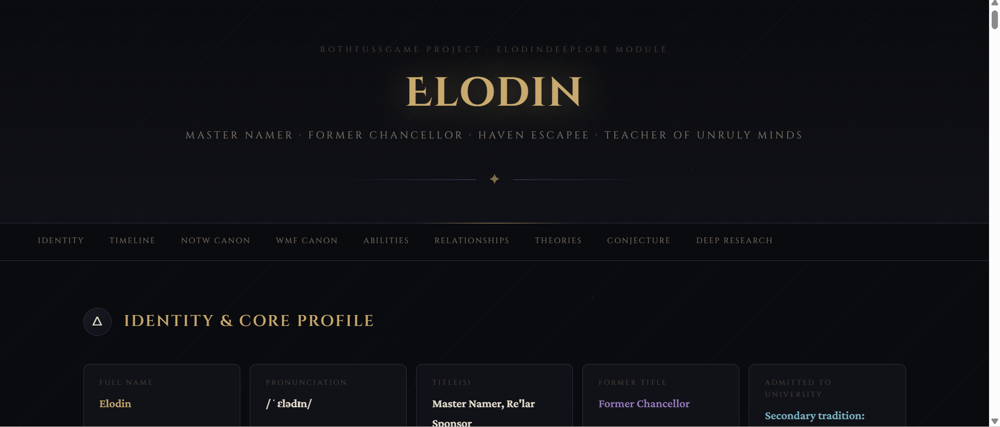 ROTHFUSSGAME PROJECT · ELODINDEEPLORE MODULE
ELODIN
MASTER NAMER · FORMER CHANCELLOR · HAVEN ESCAPEE · TEACHER OF UNRULY MINDS
IDENTITY TIMELINE NOTW CANON WMF CANON ABILITIES RELATIONSHIPS THEORIES CONJECTURE DEEP RESEARCH
IDENTITY & CORE PROFILE
FULL NAME
Elodin
PRONUNCIATION
/ˈɛlədɪn/
TITLE(S)
Master Namer, Re'lar
Sponsor
FORMER TITLE
Former Chancellor
ADMITTED TO
UNIVERSITY
Secondary tradition: